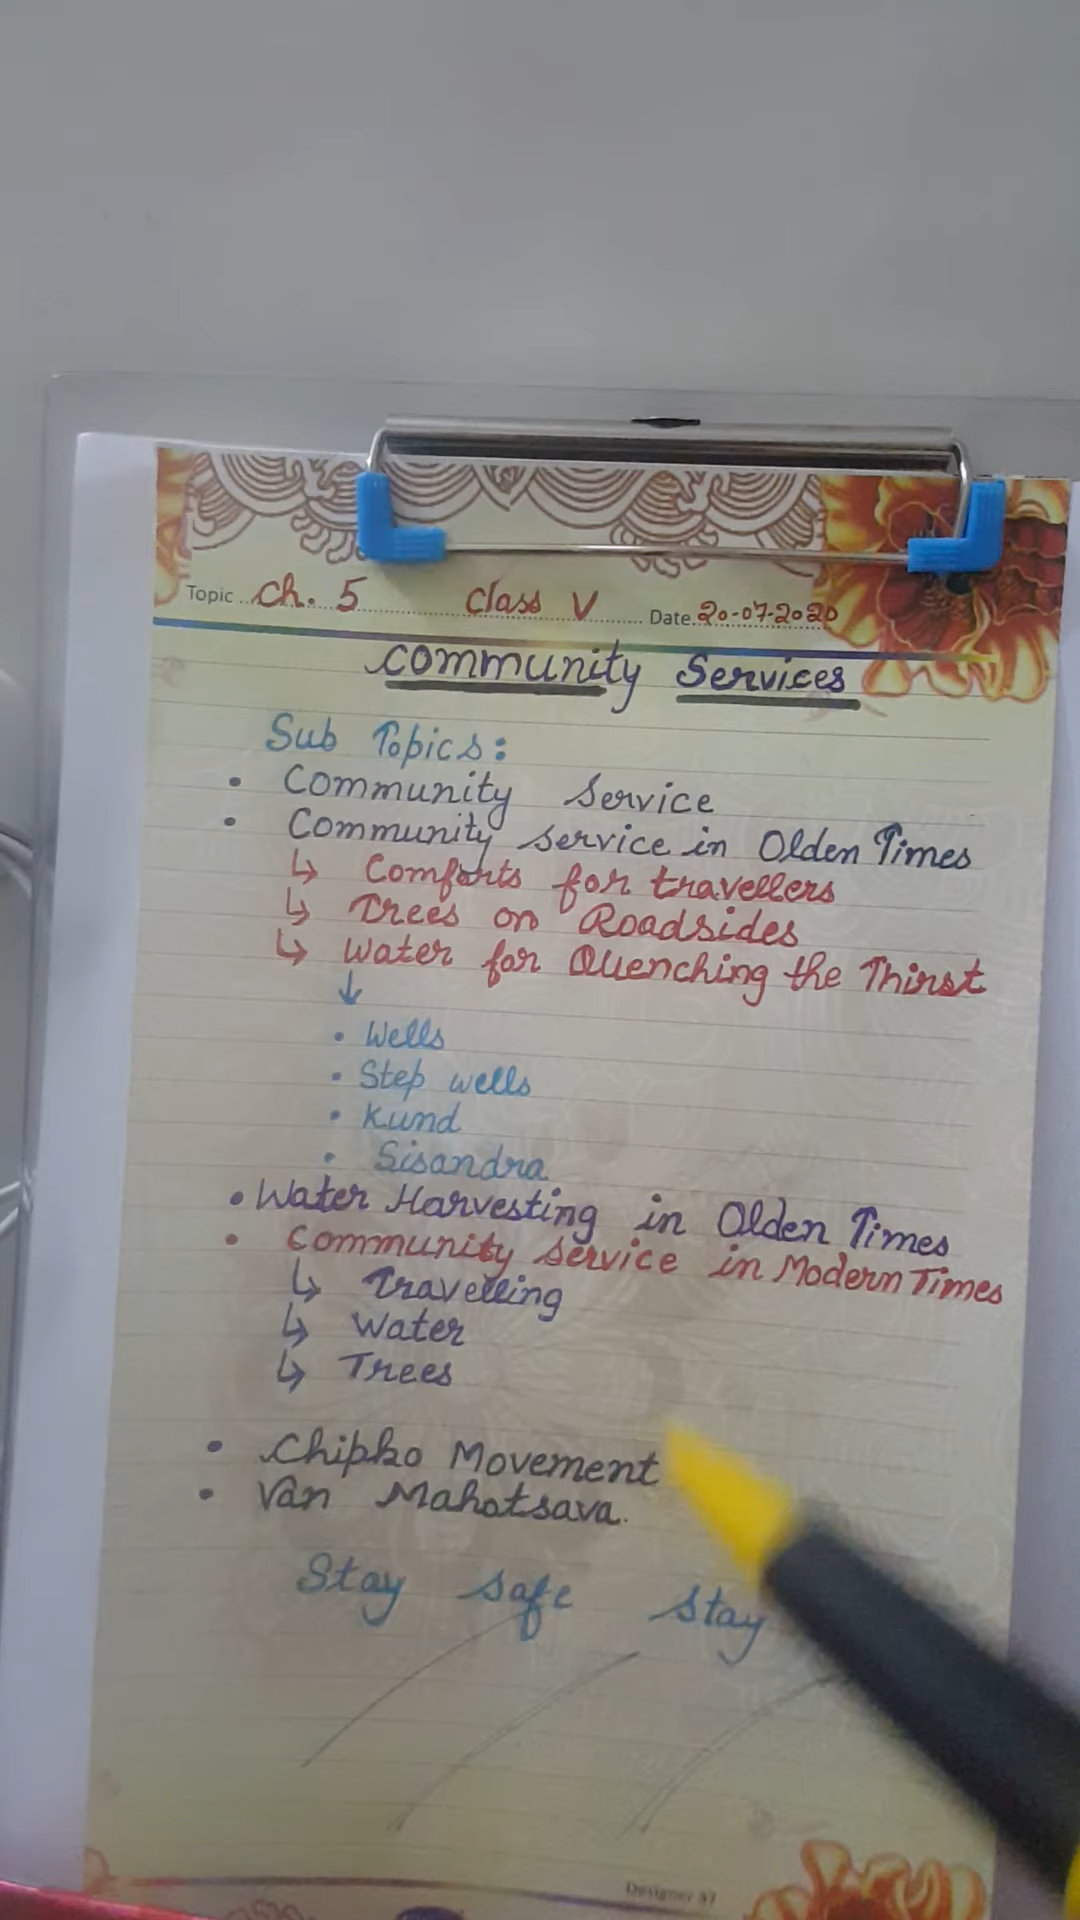 Topic Ch. 5 Class V Date 20-07-2020
Community Services
Sub Topics:
• Community Service
• Community service in Olden Times
↳ Comforts for travellers
↳ Trees on Roadsides
↳ Water for Quenching the Thirst
↓
• Wells
• Step wells
• Kund
• Sisandra
• Water Harvesting in Olden Times
• Community Service in Modern Times
↳ Travelling
↳ Water
↳ Trees
• Chipko Movement
• Van Mahotsava.
Stay safe Stay
Designer 37